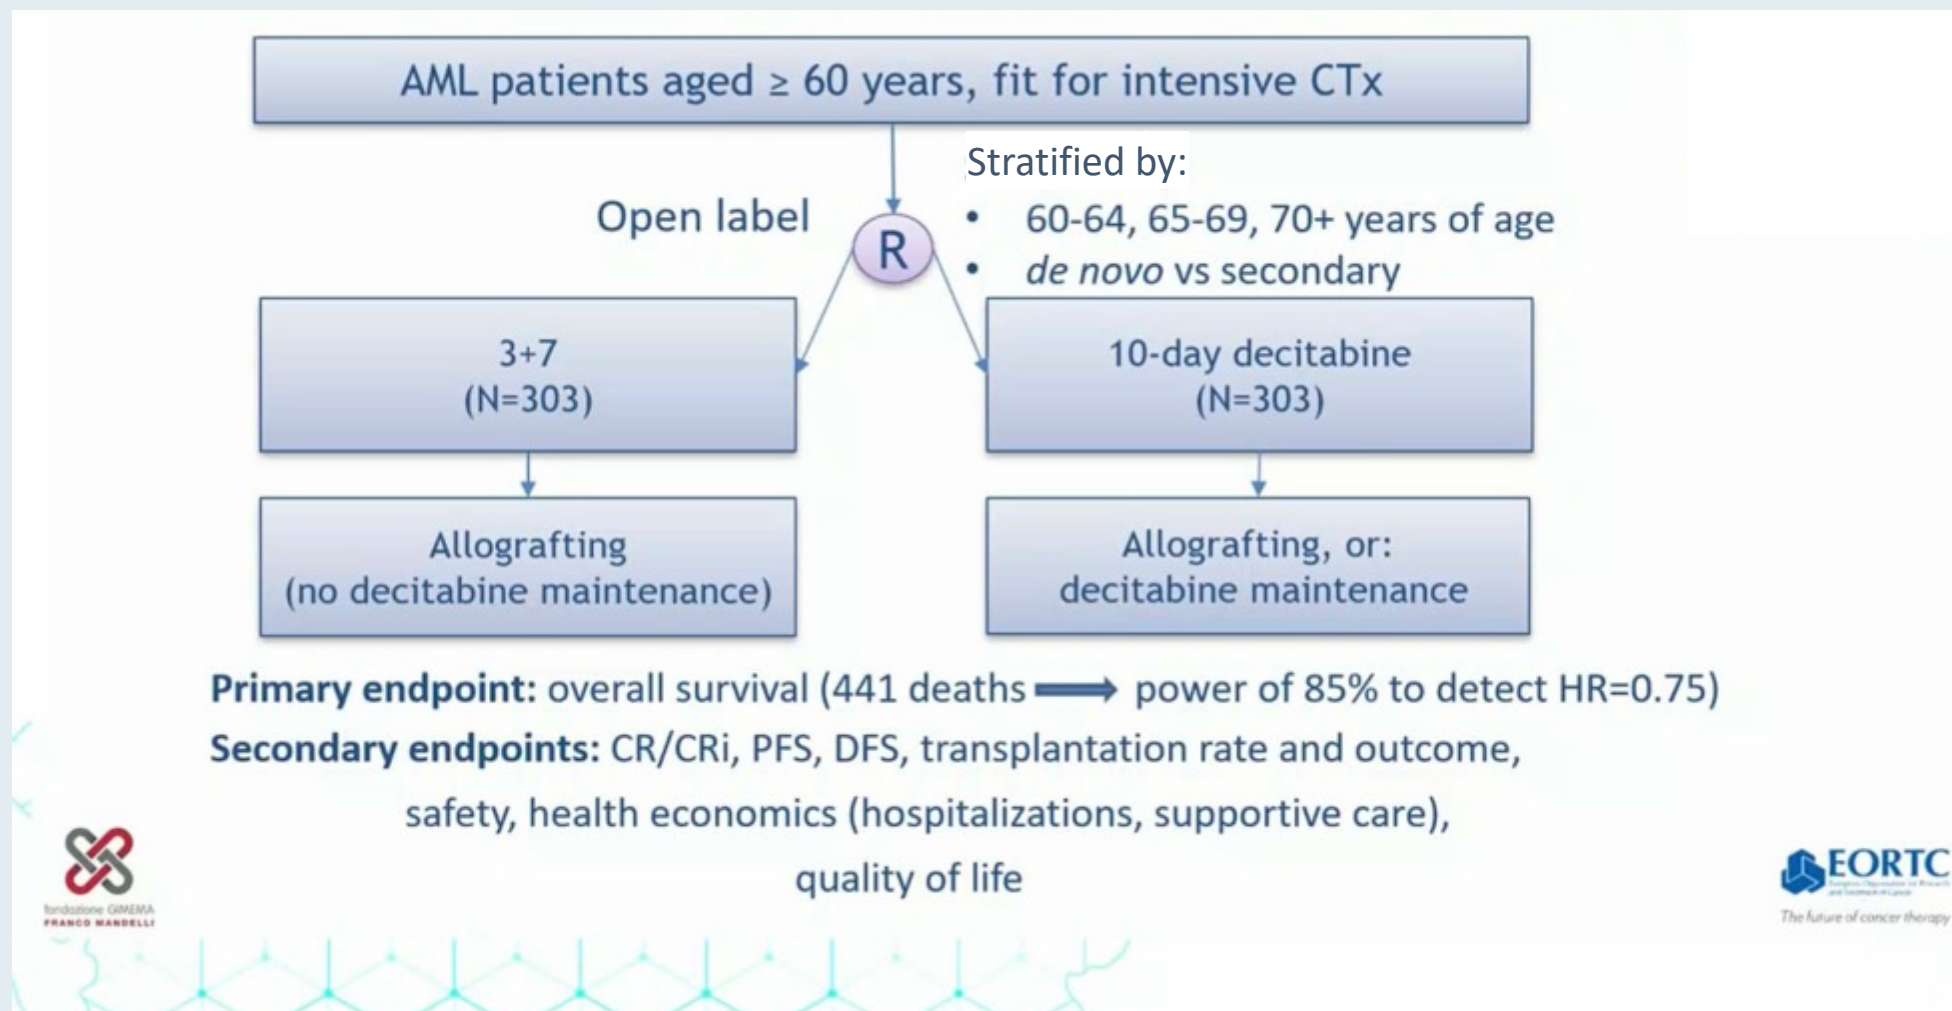 AML patients aged ≥ 60 years, fit for intensive CTx
Stratified by:
Open label
R
• 60-64, 65-69, 70+ years of age
• de novo vs secondary
3+7
(N=303)
10-day decitabine
(N=303)
Allografting
(no decitabine maintenance)
Allografting, or:
decitabine maintenance
Primary endpoint: overall survival (441 deaths ⟹ power of 85% to detect HR=0.75)
Secondary endpoints: CR/CRi, PFS, DFS, transplantation rate and outcome,
safety, health economics (hospitalizations, supportive care),
quality of life
fondazione GIMEMA
FRANCO MANDELLI
EORTC
The future of cancer therapy